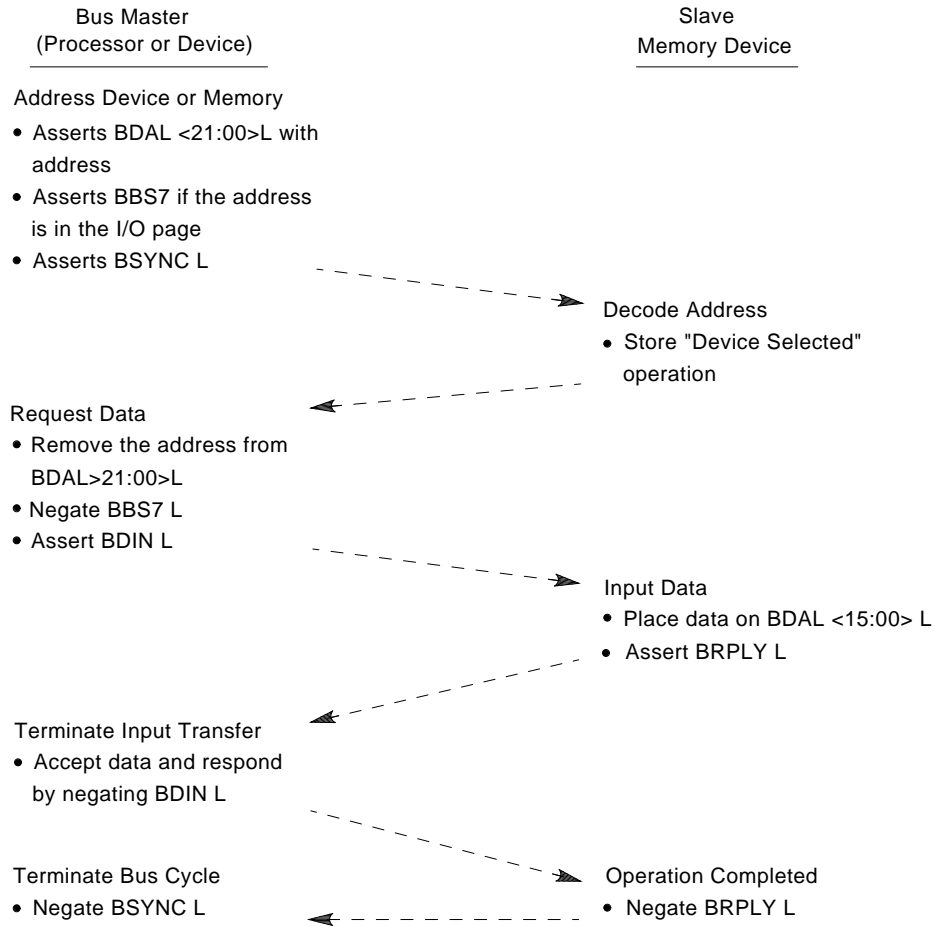 Bus Master
(Processor or Device)
Slave
Memory Device
Address Device or Memory
• Asserts BDAL <21:00>L with
address
• Asserts BBS7 if the address
is in the I/O page
• Asserts BSYNC L
Decode Address
• Store "Device Selected"
operation
Request Data
• Remove the address from
BDAL>21:00>L
• Negate BBS7 L
• Assert BDIN L
Input Data
• Place data on BDAL <15:00> L
• Assert BRPLY L
Terminate Input Transfer
• Accept data and respond
by negating BDIN L
Operation Completed
• Negate BRPLY L
Terminate Bus Cycle
• Negate BSYNC L